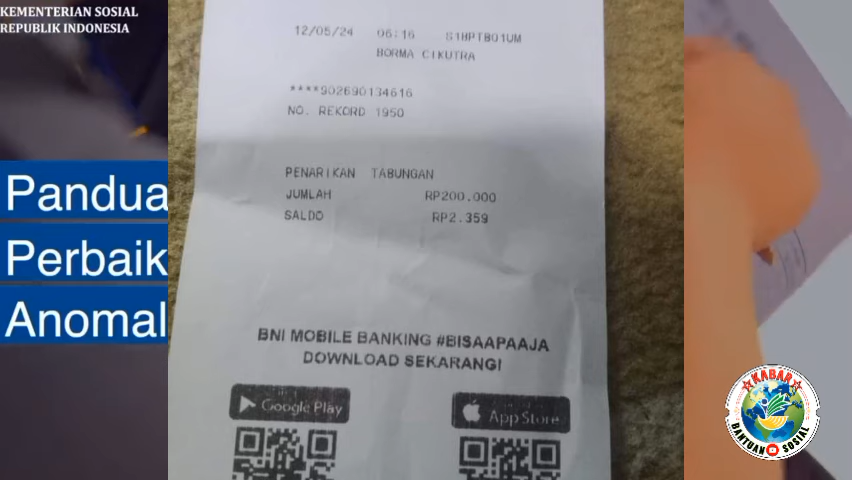 KEMENTERIAN SOSIAL
REPUBLIK INDONESIA
Pandua
Perbaik
Anomal
12/05/24 06:16 S1HPTB01UM
BORMA CIKUTRA
****902690134616
NO. REKORD 1950
PENARIKAN TABUNGAN
JUMLAH RP200.000
SALDO RP2.359
BNI MOBILE BANKING #BISAAPAAJA
DOWNLOAD SEKARANG!
Google Play
App Store
KABAR
BANTUAN SOSIAL